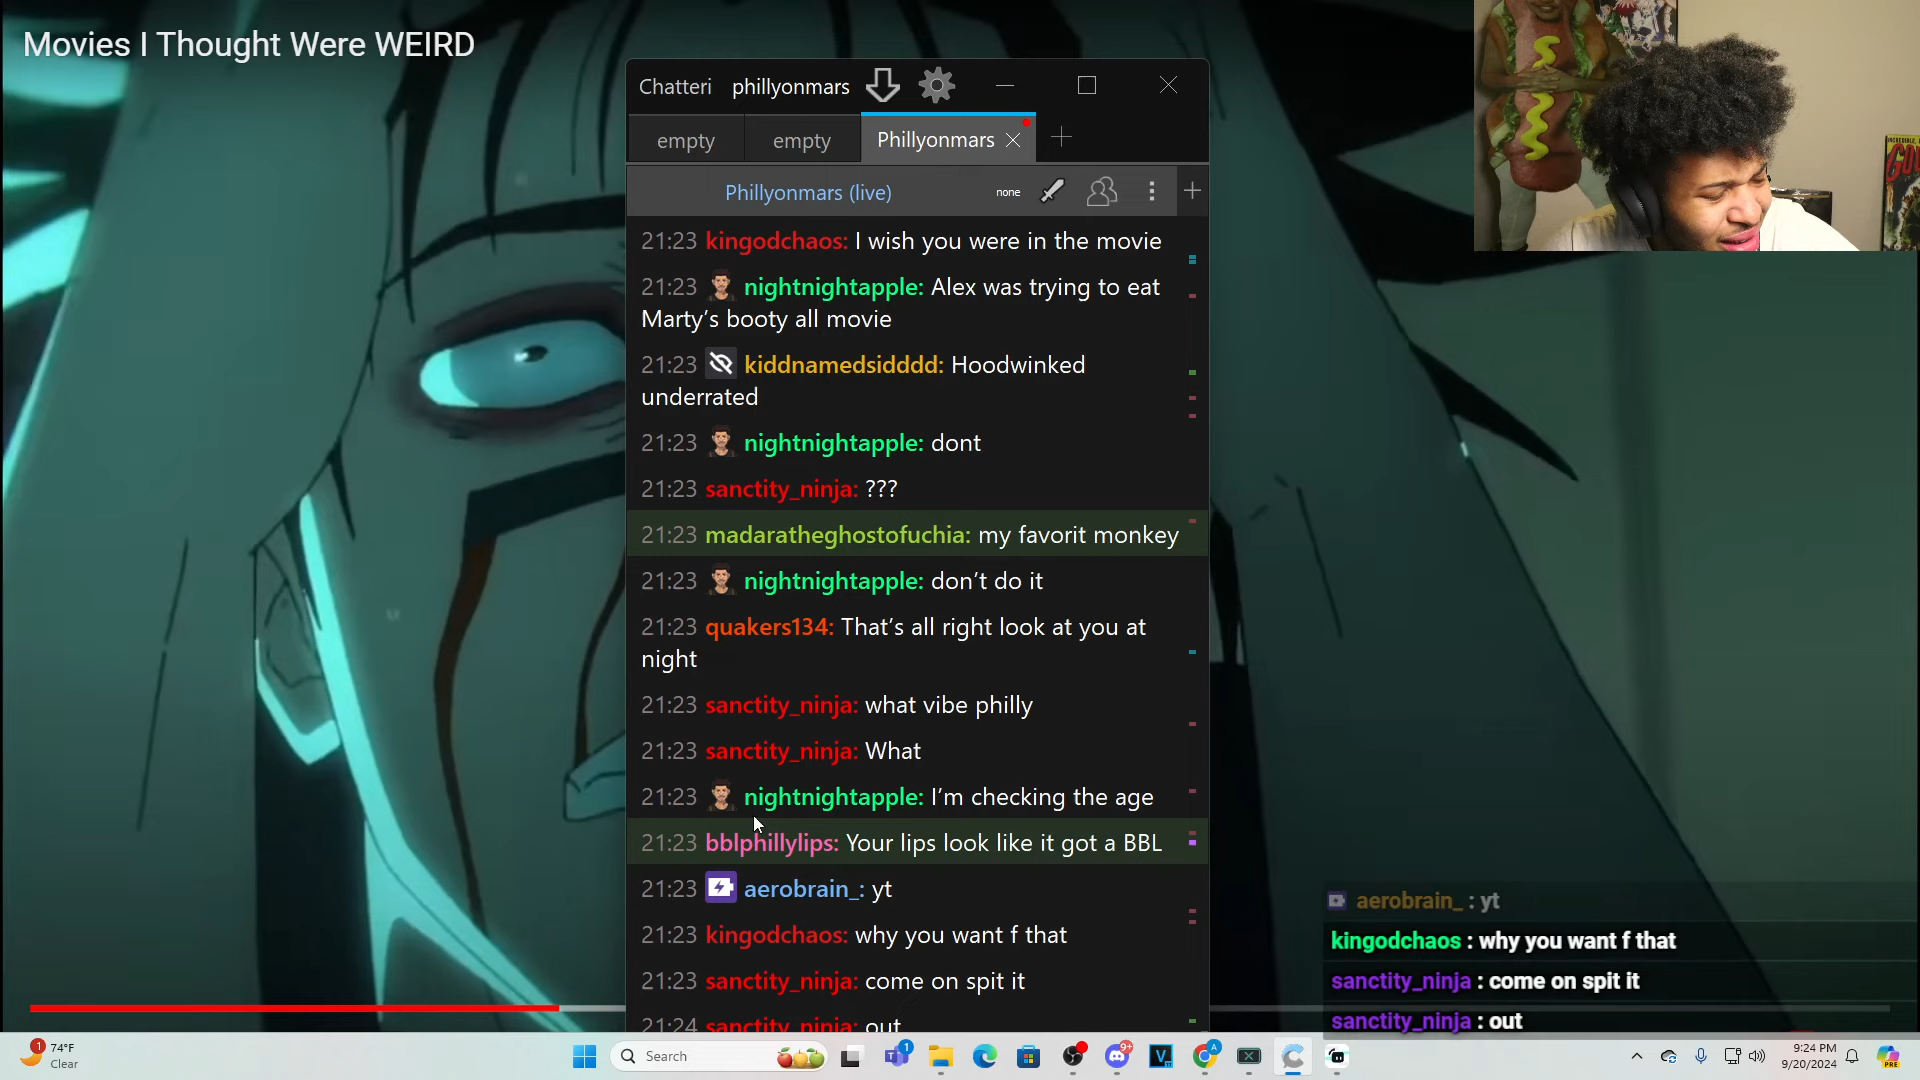 Movies I Thought Were WEIRD
Chatteri phillyonmars
empty empty Phillyonmars
Phillyonmars (live) none
21:23 kingodchaos: I wish you were in the movie
21:23 nightnightapple: Alex was trying to eat
Marty's booty all movie
21:23 kiddnamedsidddd: Hoodwinked
underrated
21:23 nightnightapple: dont
21:23 sanctity_ninja: ???
21:23 madaratheghostofuchia: my favorit monkey
21:23 nightnightapple: don't do it
21:23 quakers134: That's all right look at you at
night
21:23 sanctity_ninja: what vibe philly
21:23 sanctity_ninja: What
21:23 nightnightapple: I'm checking the age
21:23 bblphillylips: Your lips look like it got a BBL
21:23 aerobrain_: yt
21:23 kingodchaos: why you want f that
21:23 sanctity_ninja: come on spit it
21:24 sanctity_ninja: out
aerobrain_ : yt
kingodchaos : why you want f that
sanctity_ninja : come on spit it
sanctity_ninja : out
1 74°F
Clear
Search
1
9+
A
V
9:24 PM
9/20/2024
PRE